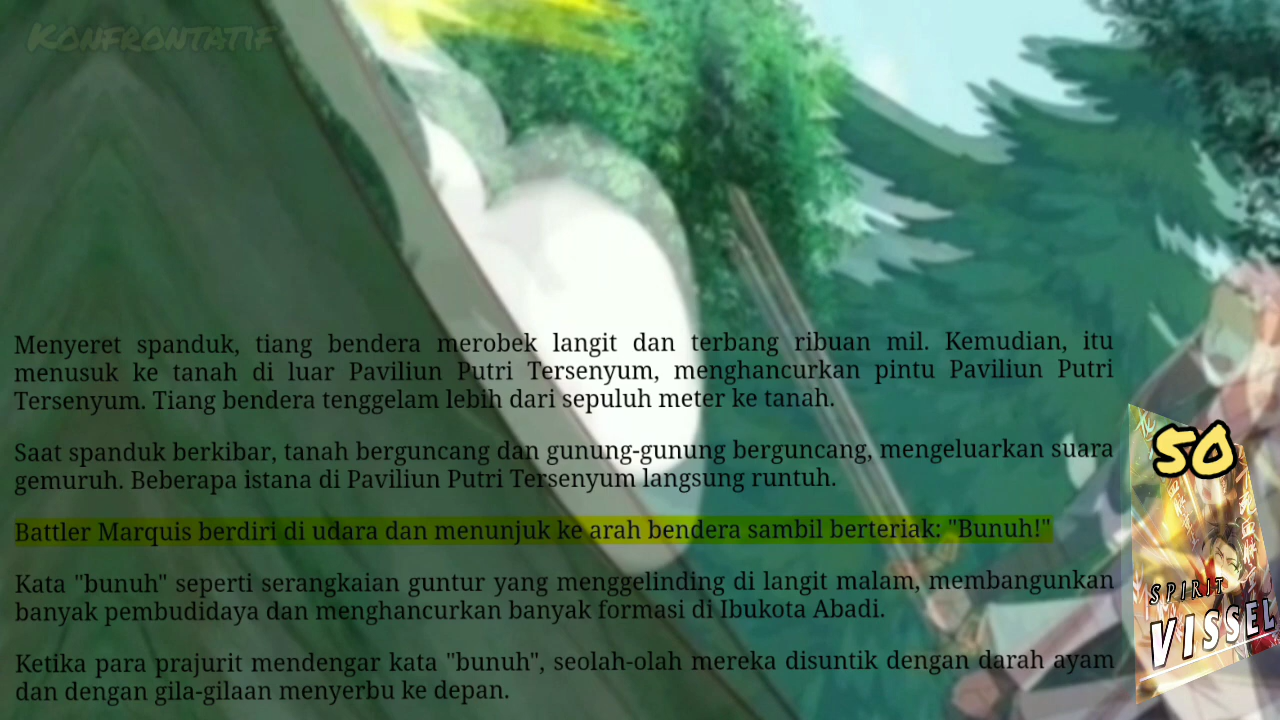 Konfrontatif
Menyeret spanduk, tiang bendera merobek langit dan terbang ribuan mil. Kemudian, itu
menusuk ke tanah di luar Paviliun Putri Tersenyum, menghancurkan pintu Paviliun Putri
Tersenyum. Tiang bendera tenggelam lebih dari sepuluh meter ke tanah.
Saat spanduk berkibar, tanah berguncang dan gunung-gunung berguncang, mengeluarkan suara
gemuruh. Beberapa istana di Paviliun Putri Tersenyum langsung runtuh.
Battler Marquis berdiri di udara dan menunjuk ke arah bendera sambil berteriak: "Bunuh!"
Kata "bunuh" seperti serangkaian guntur yang menggelinding di langit malam, membangunkan
banyak pembudidaya dan menghancurkan banyak formasi di Ibukota Abadi.
Ketika para prajurit mendengar kata "bunuh", seolah-olah mereka disuntik dengan darah ayam
dan dengan gila-gilaan menyerbu ke depan.
50
SPIRIT
VISSEL